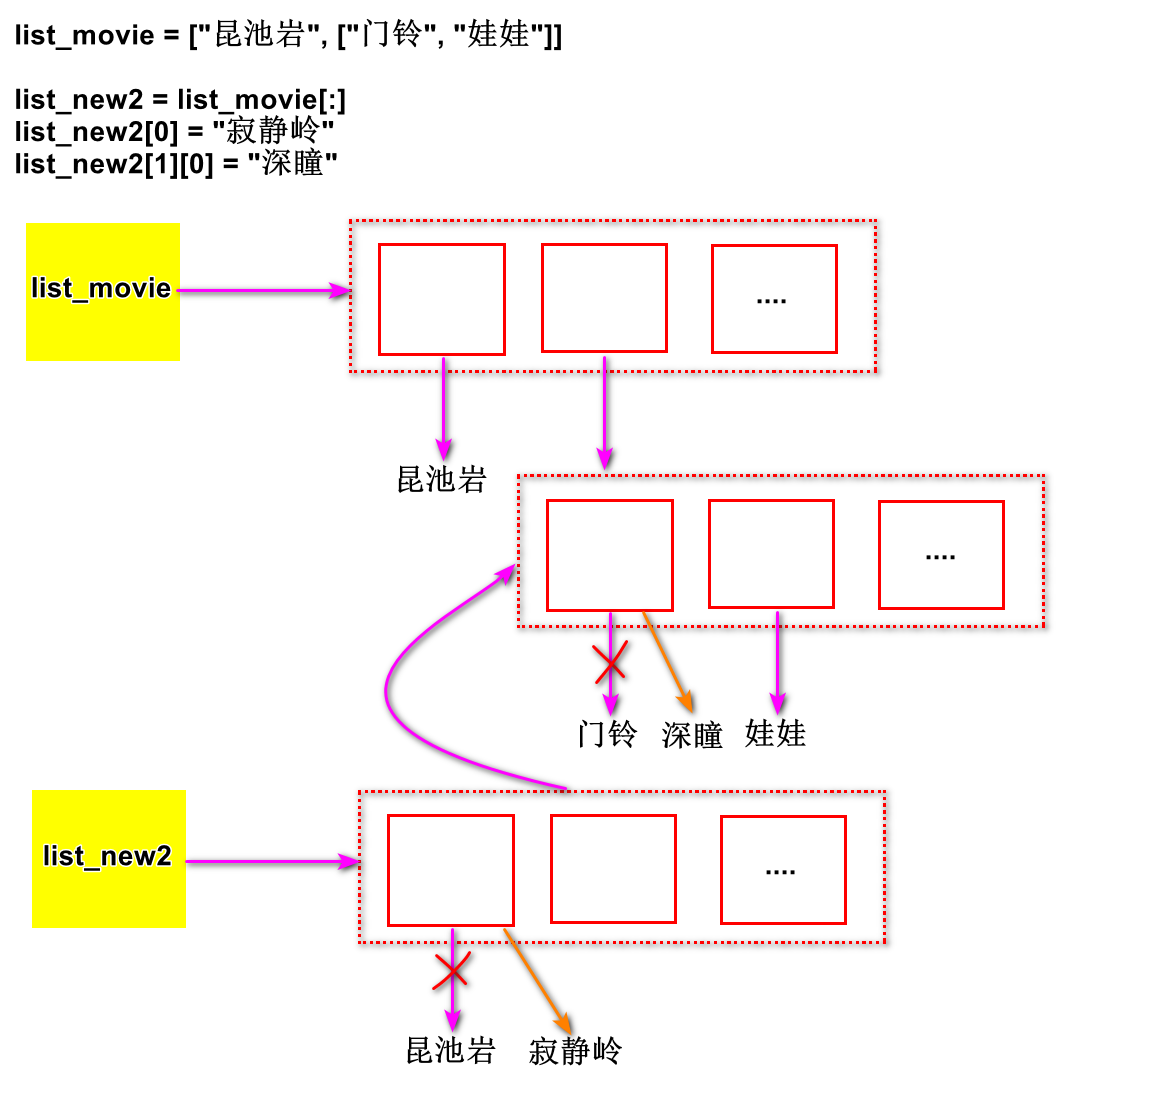 list_movie = ["昆池岩", ["门铃", "娃娃"]]
list_new2 = list_movie[:]
list_new2[0] = "寂静岭"
list_new2[1][0] = "深瞳"
list_movie
....
昆池岩
....
门铃 深瞳 娃娃
list_new2
....
昆池岩 寂静岭